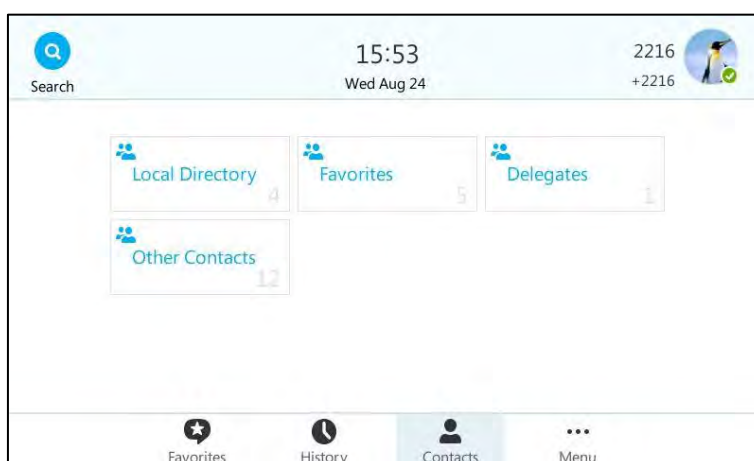 15:53
2216
Search
Wed Aug 24
+2216
Local Directory
4
Favorites
5
Delegates
1
Other Contacts
12
Favorites
History
Contacts
Menu